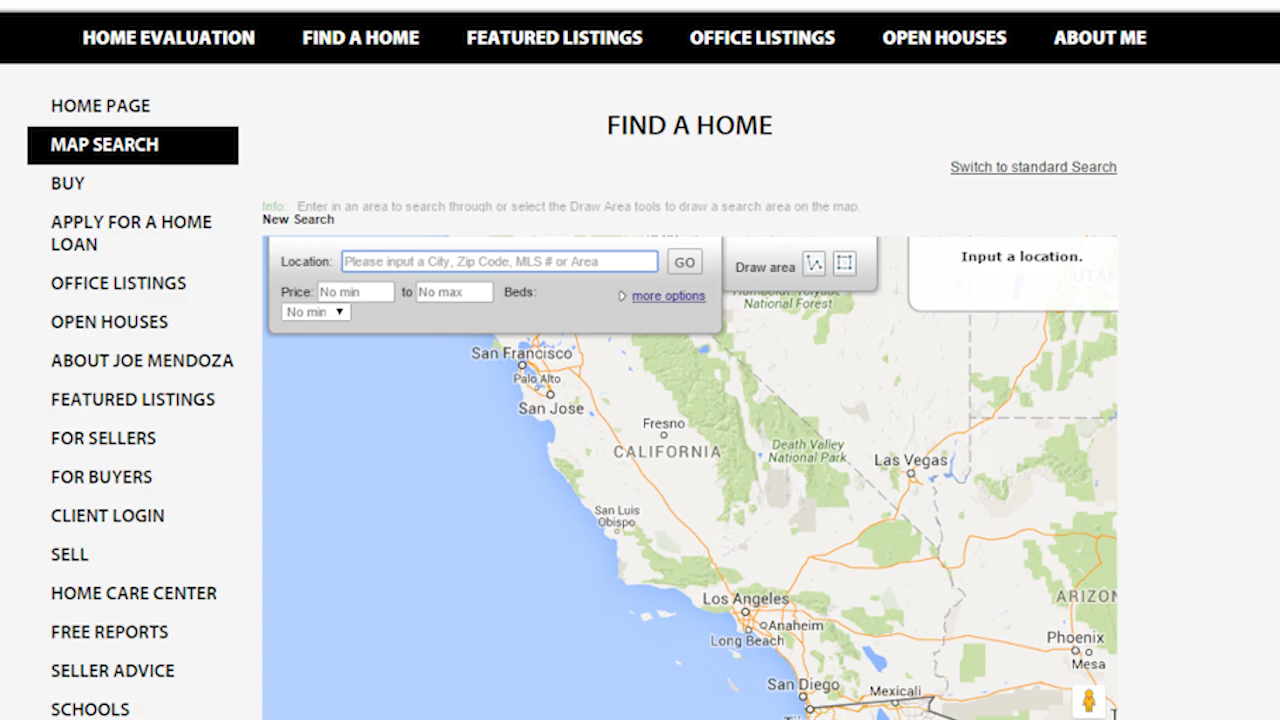 HOME EVALUATION FIND A HOME FEATURED LISTINGS OFFICE LISTINGS OPEN HOUSES ABOUT ME
HOME PAGE
MAP SEARCH
BUY
APPLY FOR A HOME
LOAN
OFFICE LISTINGS
OPEN HOUSES
ABOUT JOE MENDOZA
FEATURED LISTINGS
FOR SELLERS
FOR BUYERS
CLIENT LOGIN
SELL
HOME CARE CENTER
FREE REPORTS
SELLER ADVICE
SCHOOLS
FIND A HOME
Switch to standard Search
Info: Enter in an area to search through or select the Draw Area tools to draw a search area on the map.
New Search
Location: Please input a City, Zip Code, MLS # or Area GO
Price: No min to No max Beds: more options
No min
Draw area
Input a location.
UTAH
National Forest
San Francisco
Palo Alto
San Jose
Fresno
CALIFORNIA
Death Valley
National Park
Las Vegas
San Luis
Obispo
Los Angeles
Anaheim
Long Beach
ARIZON
Phoenix
Mesa
San Diego
Mexicali